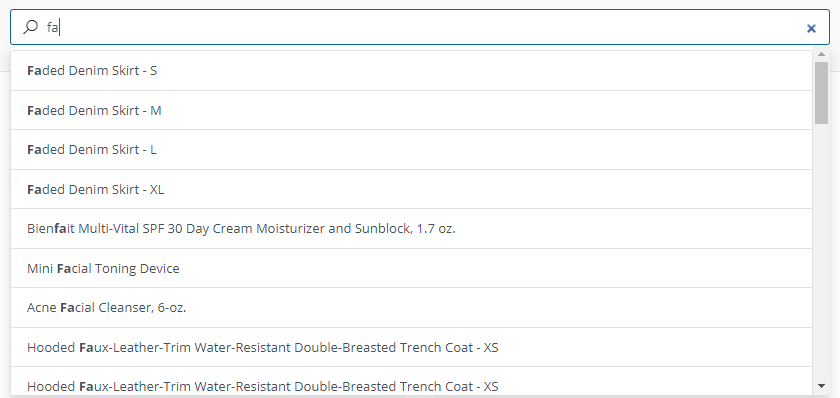 fa
Faded Denim Skirt - S
Faded Denim Skirt - M
Faded Denim Skirt - L
Faded Denim Skirt - XL
Bienfait Multi-Vital SPF 30 Day Cream Moisturizer and Sunblock, 1.7 oz.
Mini Facial Toning Device
Acne Facial Cleanser, 6-oz.
Hooded Faux-Leather-Trim Water-Resistant Double-Breasted Trench Coat - XS
Hooded Faux-Leather-Trim Water-Resistant Double-Breasted Trench Coat - XS